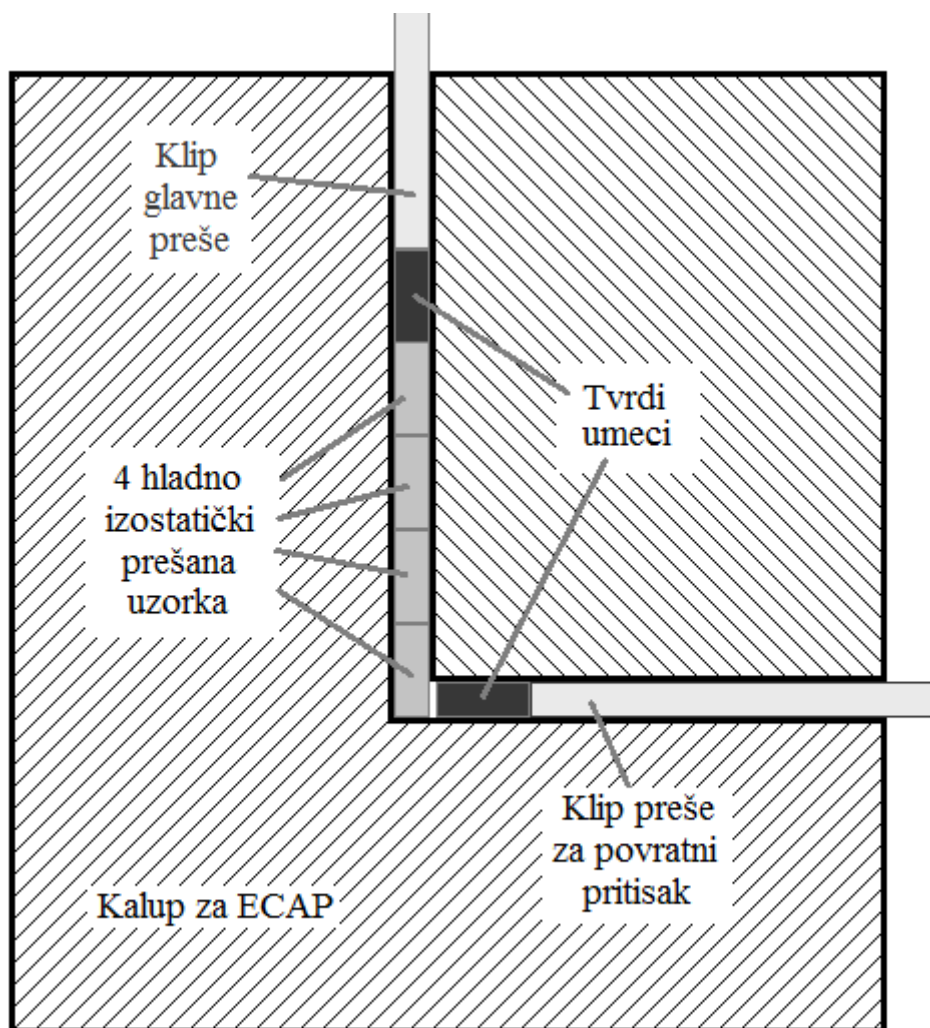 Klip
glavne
preše
Tvrdi
umeci
4 hladno
izostatički
prešana
uzorka
Klip preše
za povratni
pritisak
Kalup za ECAP